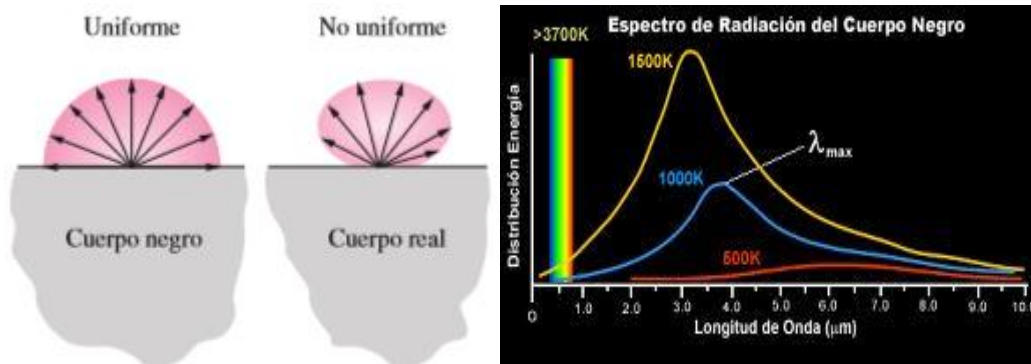 Uniforme
No uniforme
Cuerpo negro
Cuerpo real
Espectro de Radiación del Cuerpo Negro
>3700K
1500K
λmax
1000K
500K
Distribución Energía
O 1.0 2.0 3.0 4.0 5.0 6.0 7.0 8.0 9.0 10.0
Longitud de Onda (μm)